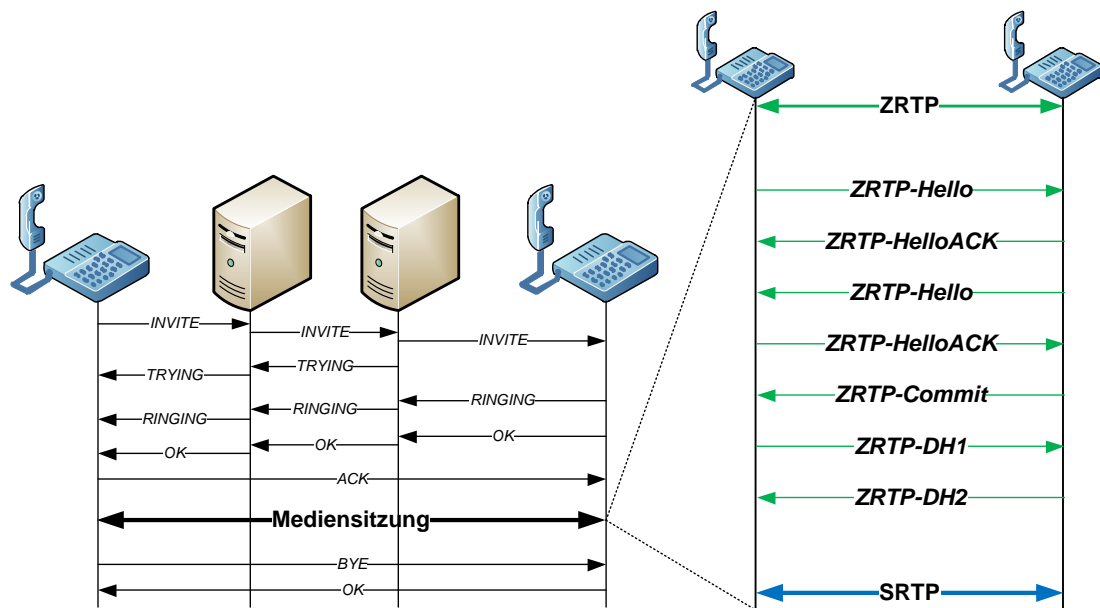 INVITE
INVITE
INVITE
TRYING
TRYING
RINGING
RINGING
RINGING
OK
OK
OK
ACK
Mediensitzung
BYE
OK
ZRTP
ZRTP-Hello
ZRTP-HelloACK
ZRTP-Hello
ZRTP-HelloACK
ZRTP-Commit
ZRTP-DH1
ZRTP-DH2
SRTP